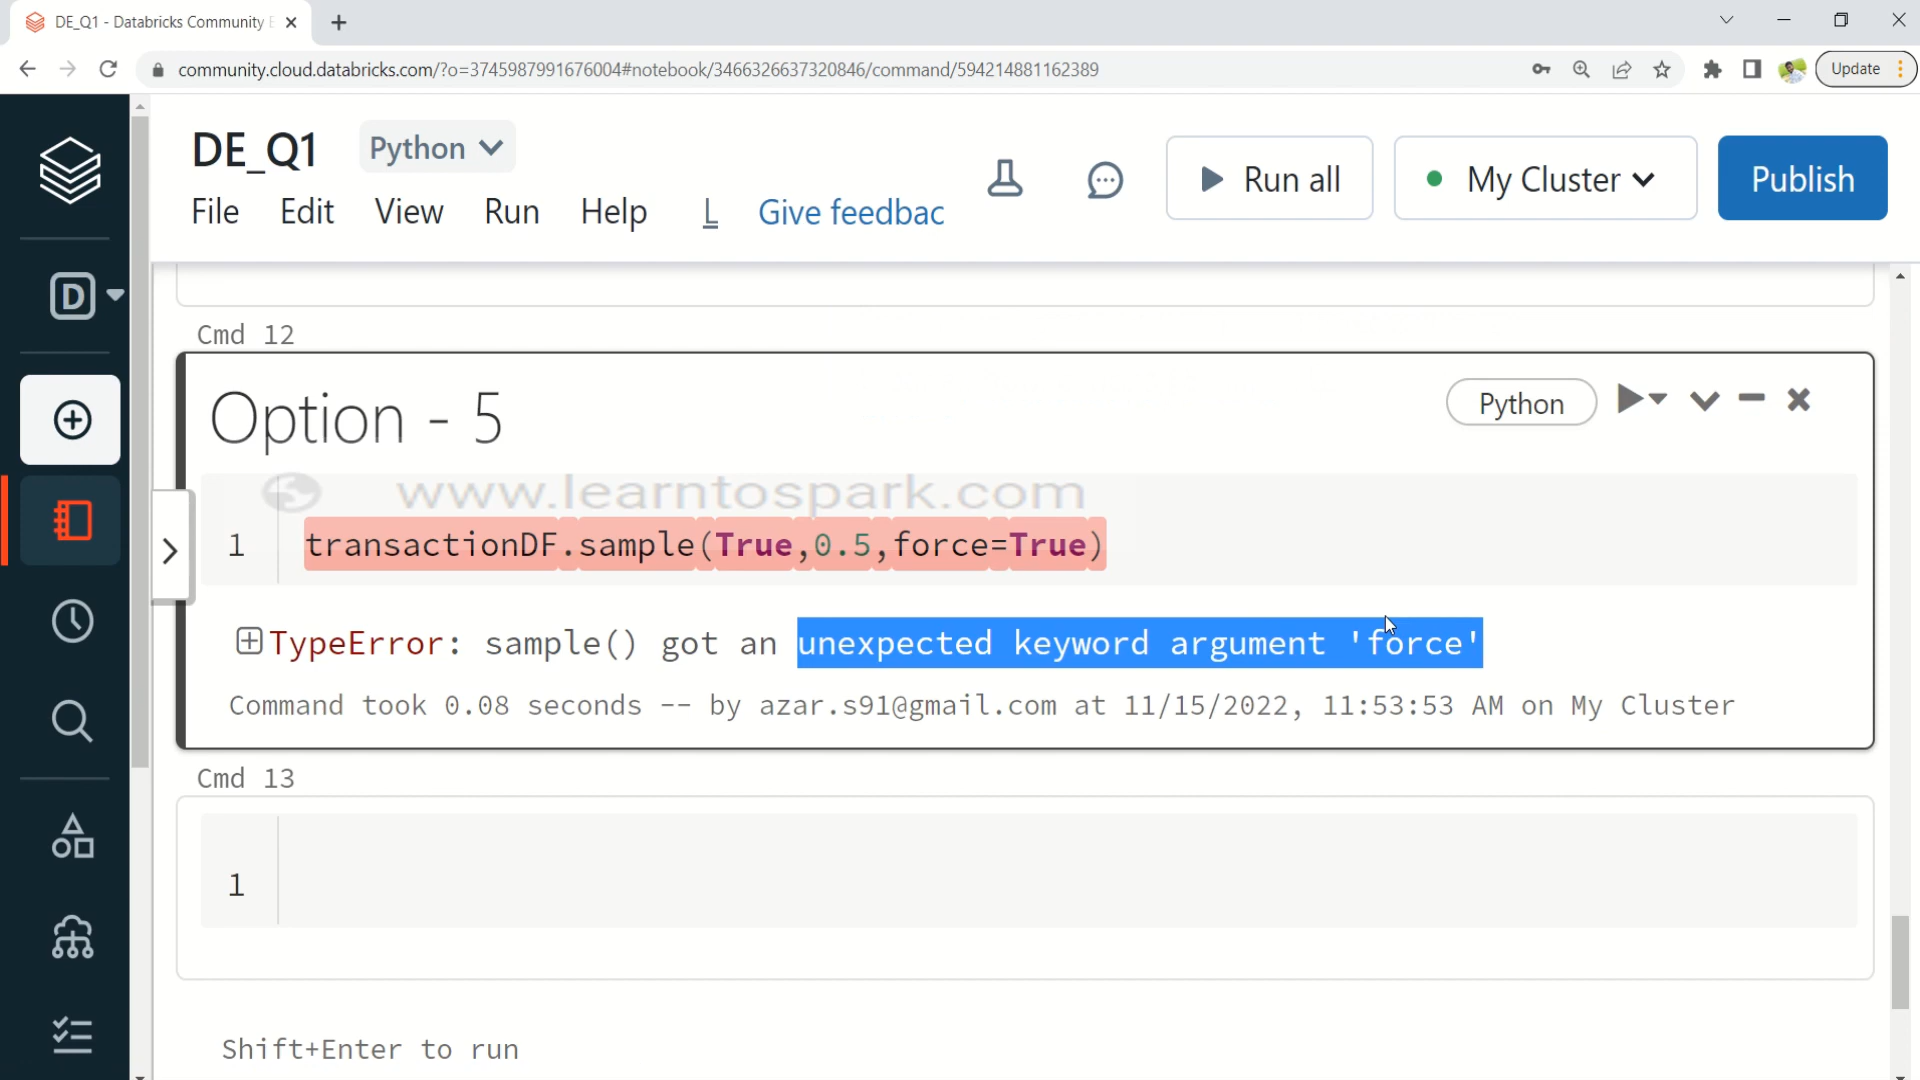 DE_Q1 - Databricks Community E
community.cloud.databricks.com/?o=3745987991676004#notebook/3466326637320846/command/594214881162389
Update
DE_Q1
Python
File Edit View Run Help L Give feedbac
Run all
My Cluster
Publish
D
Cmd 12
Option - 5
Python
www.learntospark.com
1 transactionDF.sample(True,0.5,force=True)
TypeError: sample() got an unexpected keyword argument 'force'
Command took 0.08 seconds -- by azar.s91@gmail.com at 11/15/2022, 11:53:53 AM on My Cluster
Cmd 13
1
Shift+Enter to run